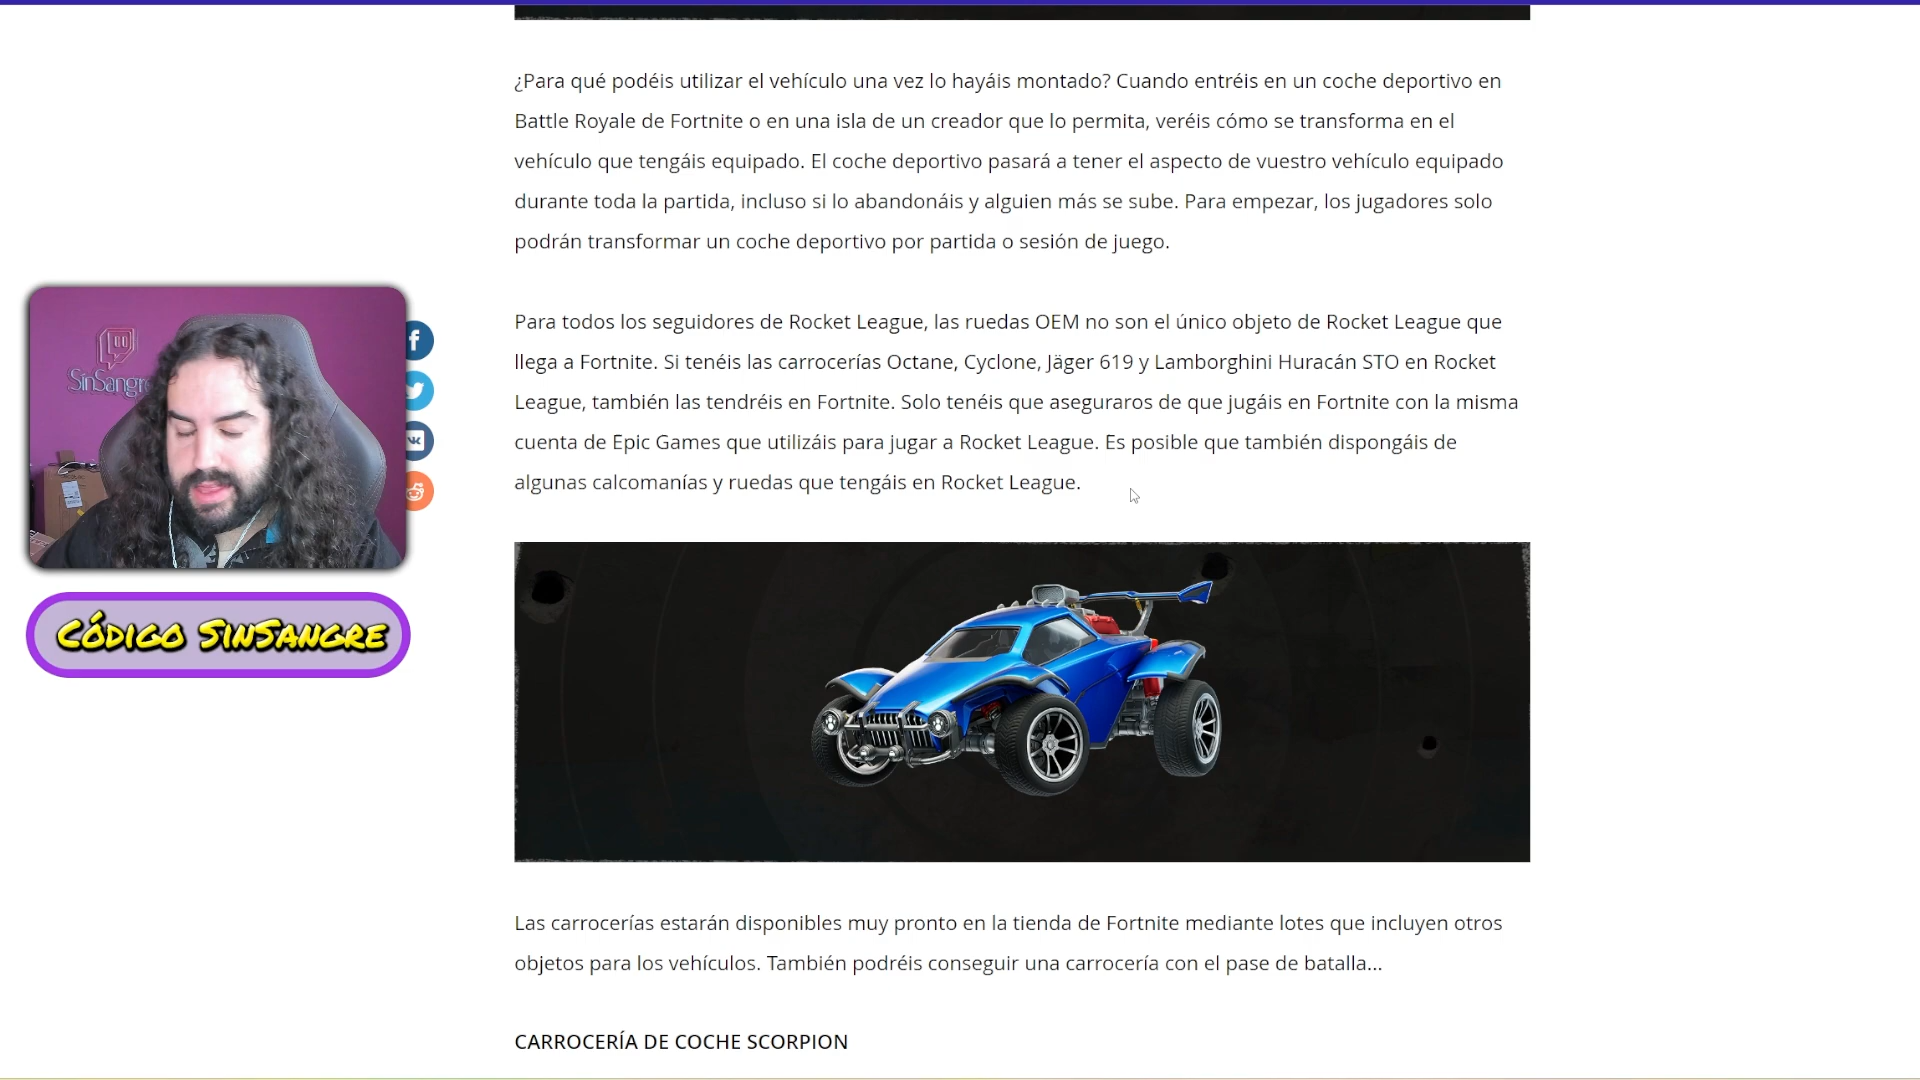 ¿Para qué podéis utilizar el vehículo una vez lo hayáis montado? Cuando entréis en un coche deportivo en
Battle Royale de Fortnite o en una isla de un creador que lo permita, veréis cómo se transforma en el
vehículo que tengáis equipado. El coche deportivo pasará a tener el aspecto de vuestro vehículo equipado
durante toda la partida, incluso si lo abandonáis y alguien más se sube. Para empezar, los jugadores solo
podrán transformar un coche deportivo por partida o sesión de juego.
Para todos los seguidores de Rocket League, las ruedas OEM no son el único objeto de Rocket League que
llega a Fortnite. Si tenéis las carrocerías Octane, Cyclone, Jäger 619 y Lamborghini Huracán STO en Rocket
League, también las tendréis en Fortnite. Solo tenéis que aseguraros de que jugáis en Fortnite con la misma
cuenta de Epic Games que utilizáis para jugar a Rocket League. Es posible que también dispongáis de
algunas calcomanías y ruedas que tengáis en Rocket League.
SinSangre
CÓDIGO SINSANGRE
Las carrocerías estarán disponibles muy pronto en la tienda de Fortnite mediante lotes que incluyen otros
objetos para los vehículos. También podréis conseguir una carrocería con el pase de batalla...
CARROCERÍA DE COCHE SCORPION